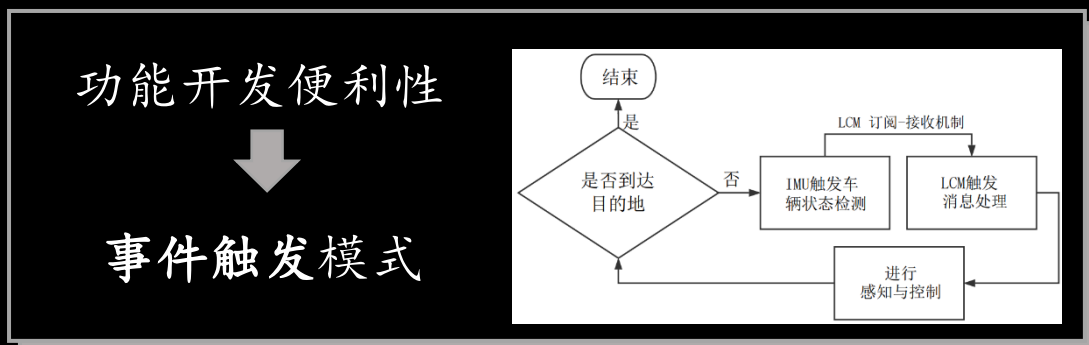 功能开发便利性
事件触发模式
结束
是
是否到达
目的地
否
LCM 订阅-接收机制
IMU触发车
辆状态检测
LCM触发
消息处理
进行
感知与控制